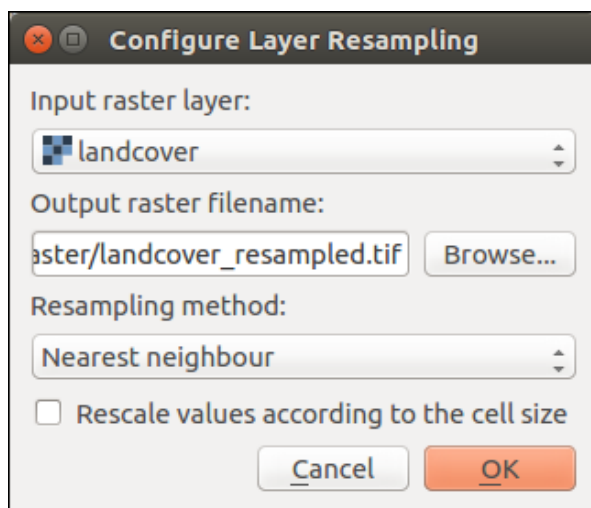 Configure Layer Resampling
Input raster layer:
landcover
Output raster filename:
aster/landcover_resampled.tif Browse...
Resampling method:
Nearest neighbour
Rescale values according to the cell size
Cancel OK